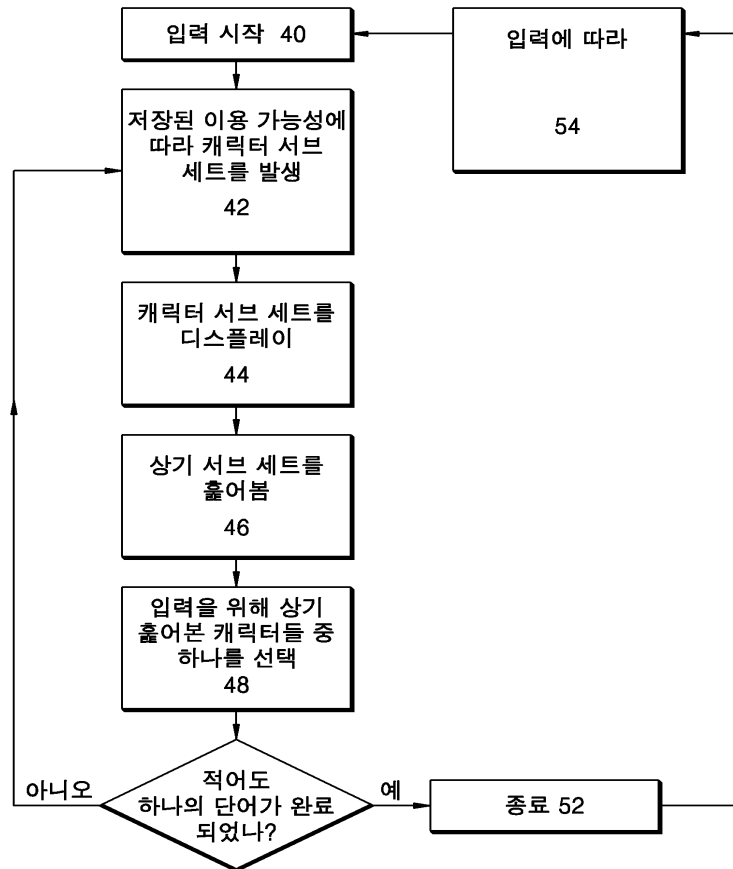 입력 시작 40
저장된 이용 가능성에
따라 캐릭터 서브
세트를 발생
42
캐릭터 서브 세트를
디스플레이
44
상기 서브 세트를
훑어봄
46
입력을 위해 상기
훑어본 캐릭터들 중
하나를 선택
48
적어도
하나의 단어가 완료
되었나?
아니오
예
종료 52
입력에 따라
54